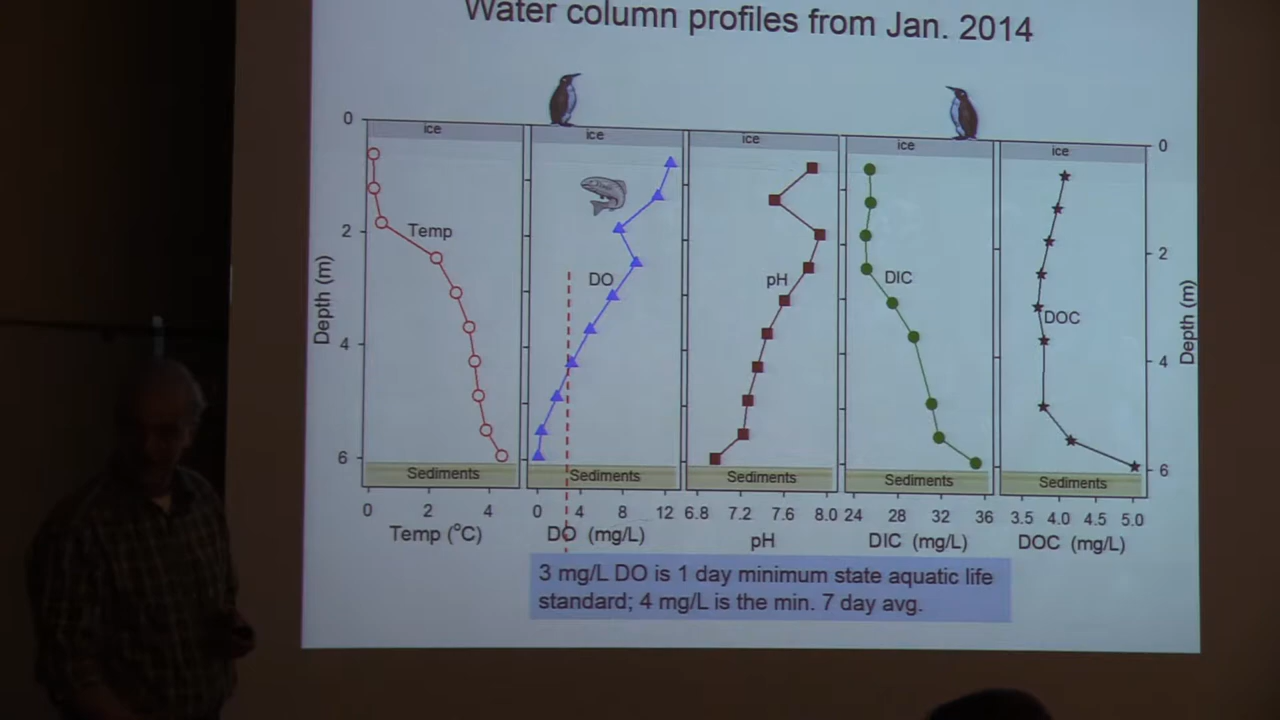 Water column profiles from Jan. 2014
0 ice ice ice ice ice 0
Temp
DO
pH
DIC
DOC
2 2
4 4
6 6
Depth (m)
Depth (m)
Sediments Sediments Sediments Sediments Sediments
0 2 4 0 4 8 12 6.8 7.2 7.6 8.0 24 28 32 36 3.5 4.0 4.5 5.0
Temp (°C) DO (mg/L) pH DIC (mg/L) DOC (mg/L)
3 mg/L DO is 1 day minimum state aquatic life
standard; 4 mg/L is the min. 7 day avg.